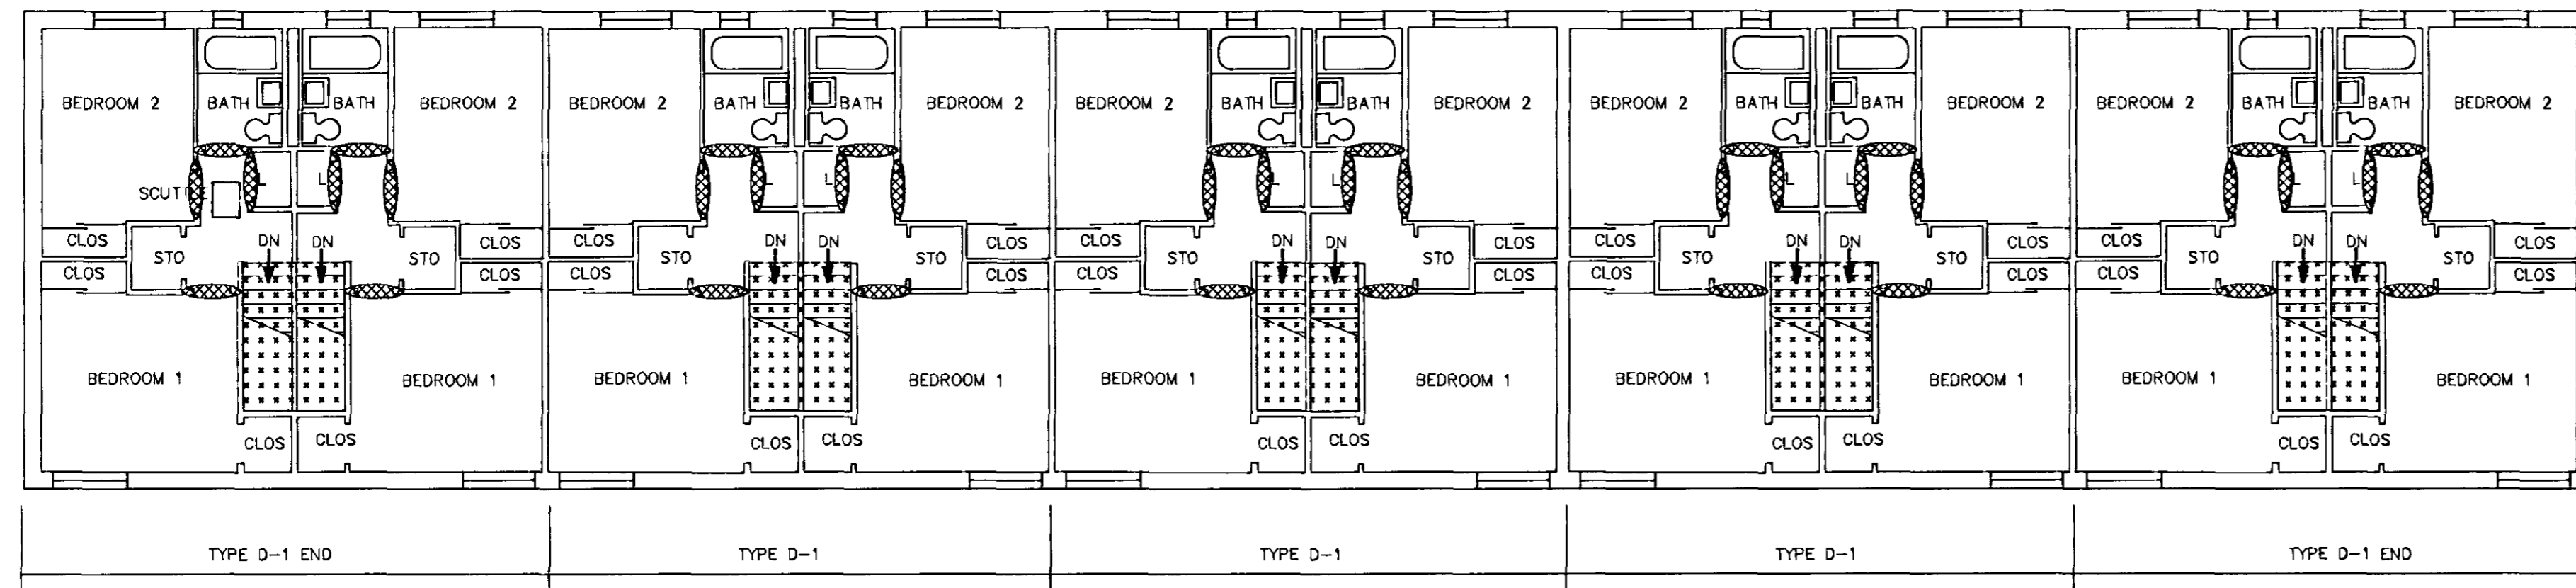 BEDROOM 2 BATH BATH BEDROOM 2 BEDROOM 2 BATH BATH BEDROOM 2 BEDROOM 2 BATH BATH BEDROOM 2 BEDROOM 2 BATH BATH BEDROOM 2 BEDROOM 2 BATH BATH BEDROOM 2
SCUTTLE L L L L L L L L L L
CLOS DN DN CLOS CLOS DN DN CLOS CLOS DN DN CLOS CLOS DN DN CLOS CLOS DN DN CLOS
STO STO STO STO STO STO STO STO STO STO
CLOS CLOS CLOS CLOS CLOS CLOS CLOS CLOS CLOS CLOS
BEDROOM 1 BEDROOM 1 BEDROOM 1 BEDROOM 1 BEDROOM 1 BEDROOM 1 BEDROOM 1 BEDROOM 1 BEDROOM 1 BEDROOM 1
CLOS CLOS CLOS CLOS CLOS CLOS CLOS CLOS CLOS CLOS
TYPE D-1 END TYPE D-1 TYPE D-1 TYPE D-1 TYPE D-1 END